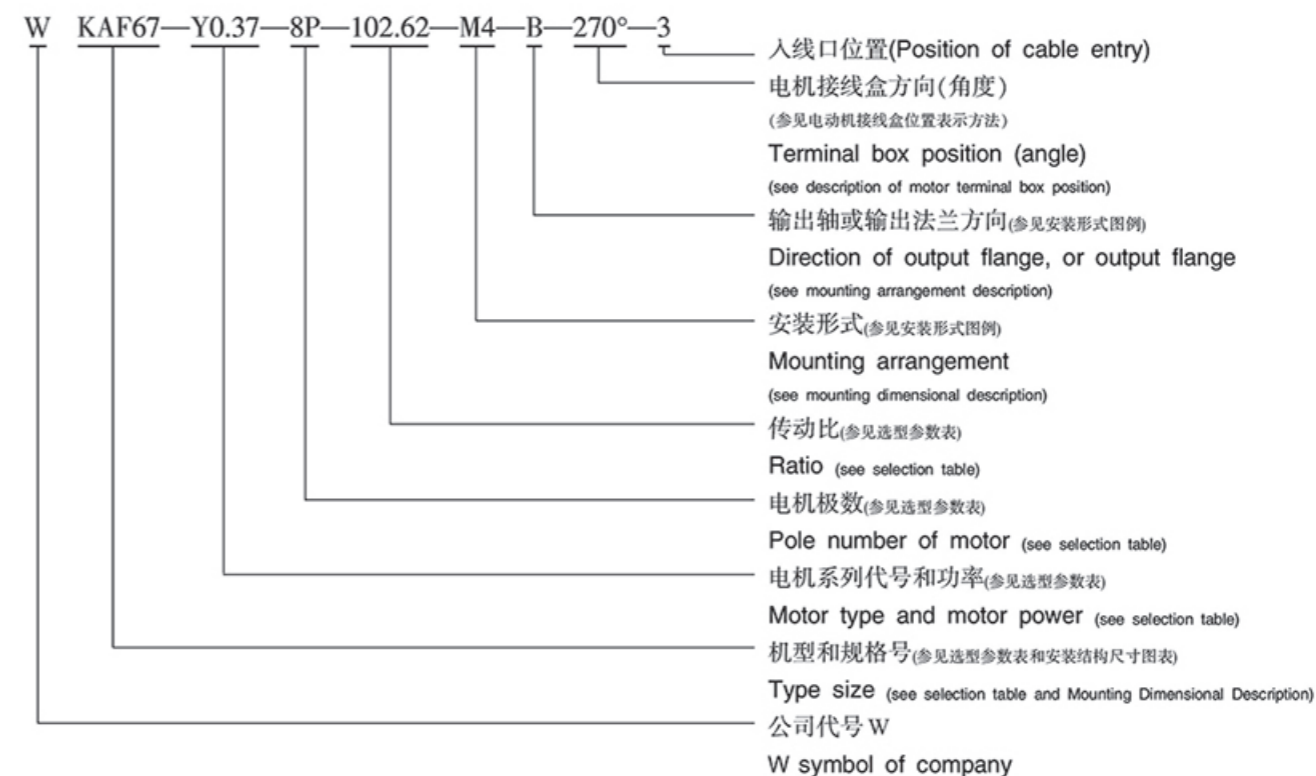 W KAF67—Y0.37—8P—102.62—M4—B—270°—3
入线口位置(Position of cable entry)
电机接线盒方向(角度)
(参见电动机接线盒位置表示方法)
Terminal box position (angle)
(see description of motor terminal box position)
输出轴或输出法兰方向(参见安装形式图例)
Direction of output flange, or output flange
(see mounting arrangement description)
安装形式(参见安装形式图例)
Mounting arrangement
(see mounting dimensional description)
传动比(参见选型参数表)
Ratio (see selection table)
电机极数(参见选型参数表)
Pole number of motor (see selection table)
电机系列代号和功率(参见选型参数表)
Motor type and motor power (see selection table)
机型和规格号(参见选型参数表和安装结构尺寸图表)
Type size (see selection table and Mounting Dimensional Description)
公司代号W
W symbol of company